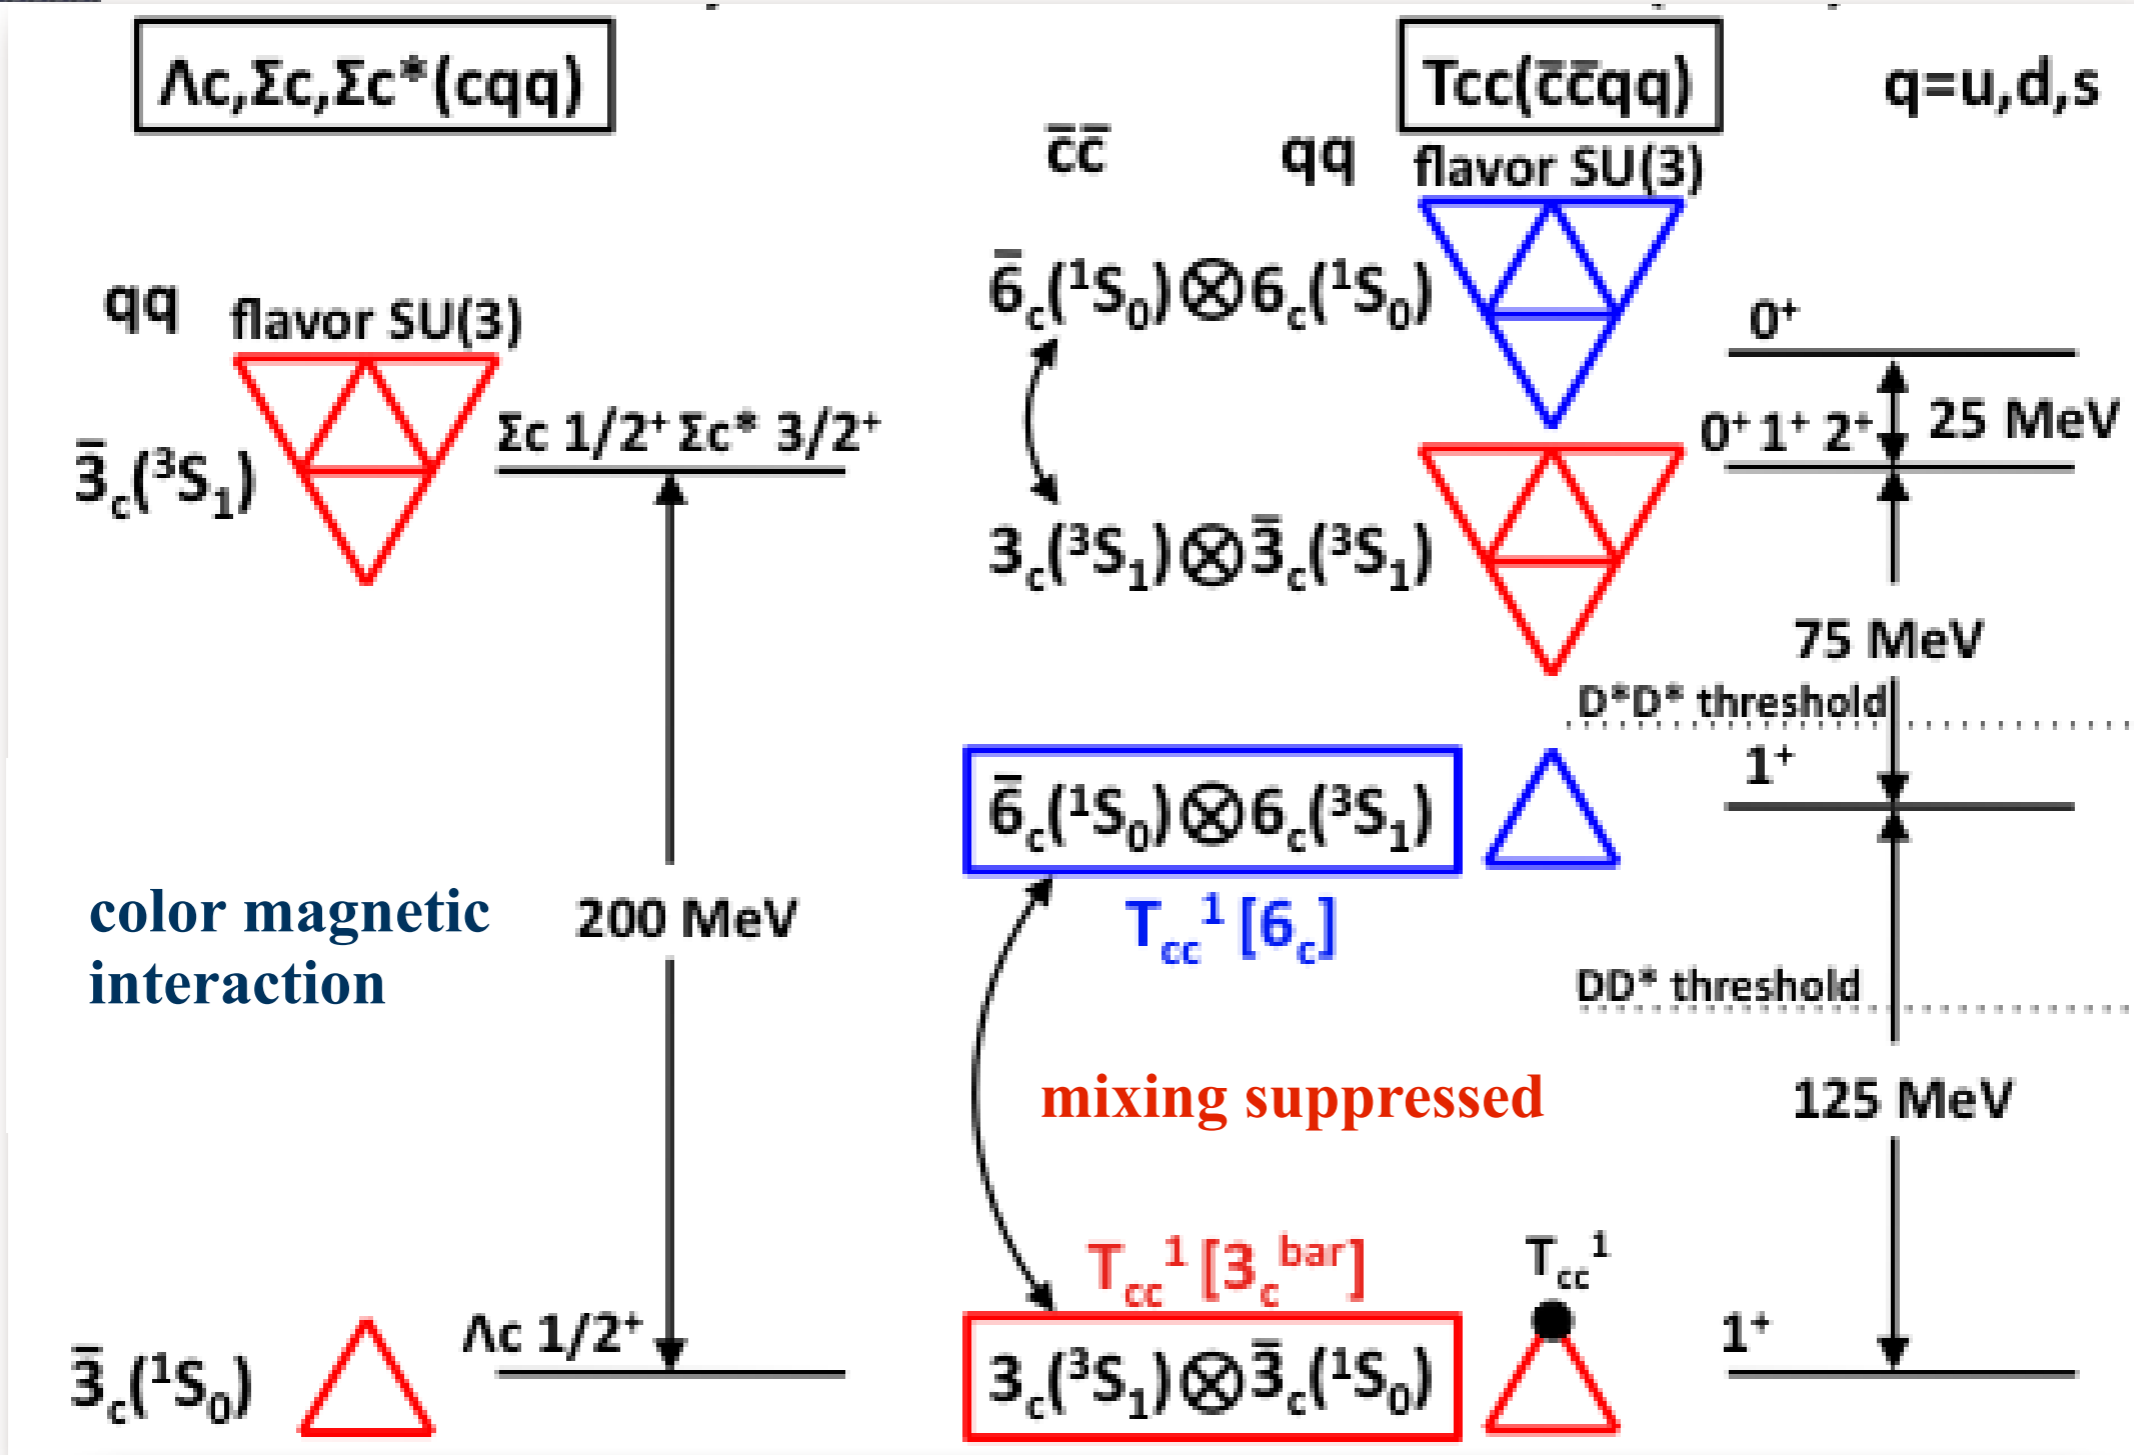 Λc,Σc,Σc*(cqq)
qq flavor SU(3)
3̄c(³S₁)
Σc 1/2⁺ Σc* 3/2⁺
color magnetic
interaction
200 MeV
Λc 1/2⁺
3̄c(¹S₀)
Tcc(c̄c̄qq) q=u,d,s
c̄c̄ qq flavor SU(3)
6̄c(¹S₀)⊗6c(¹S₀)
0⁺
25 MeV
0⁺ 1⁺ 2⁺
3c(³S₁)⊗3̄c(³S₁)
75 MeV
D*D* threshold
1⁺
6̄c(¹S₀)⊗6c(³S₁)
Tcc¹ [6c]
DD* threshold
mixing suppressed
125 MeV
Tcc¹ [3c^bar]
Tcc¹
1⁺
3c(³S₁)⊗3̄c(¹S₀)